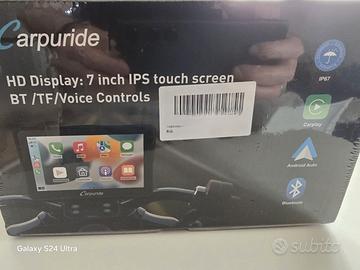 Carpuride
HD Display: 7 inch IPS touch screen
BT /TF/Voice Controls
IP67
Carplay
Android Auto
Bluetooth
Carpuride
Galaxy S24 Ultra
subito